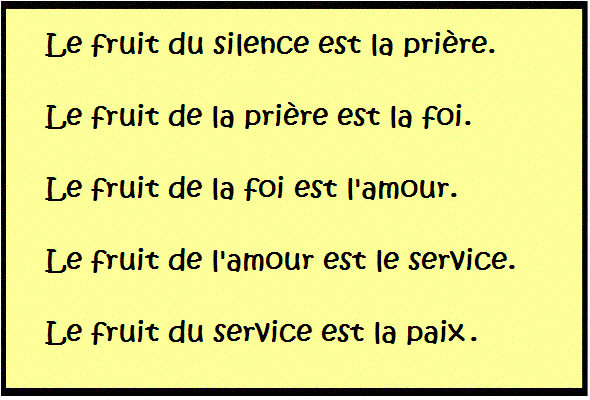 Le fruit du silence est la prière.
Le fruit de la prière est la foi.
Le fruit de la foi est l'amour.
Le fruit de l'amour est le service.
Le fruit du service est la paix.